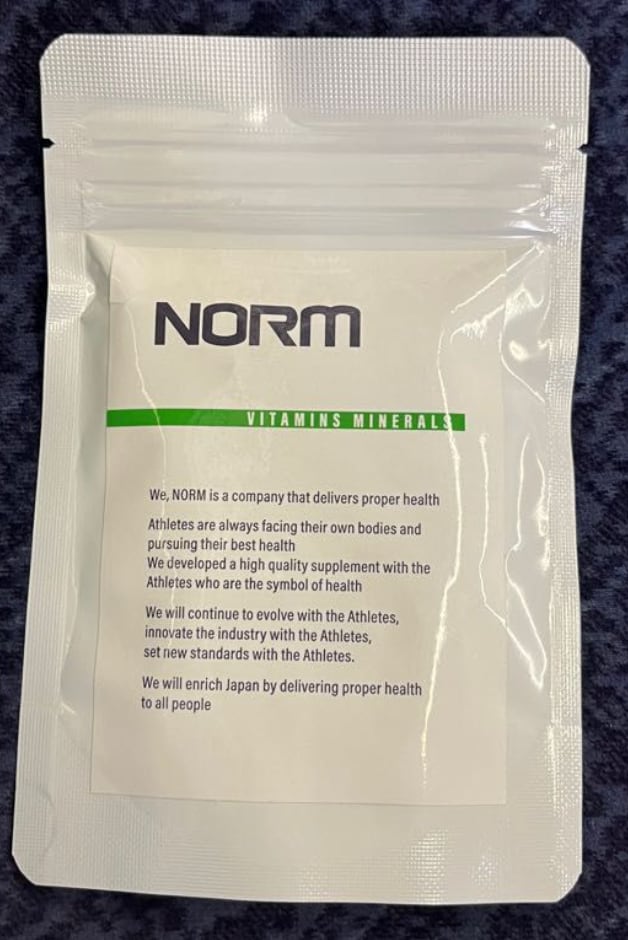 NORM
VITAMINS MINERALS
We, NORM is a company that delivers proper health
Athletes are always facing their own bodies and
pursuing their best health
We developed a high quality supplement with the
Athletes who are the symbol of health
We will continue to evolve with the Athletes,
innovate the industry with the Athletes,
set new standards with the Athletes.
We will enrich Japan by delivering proper health
to all people